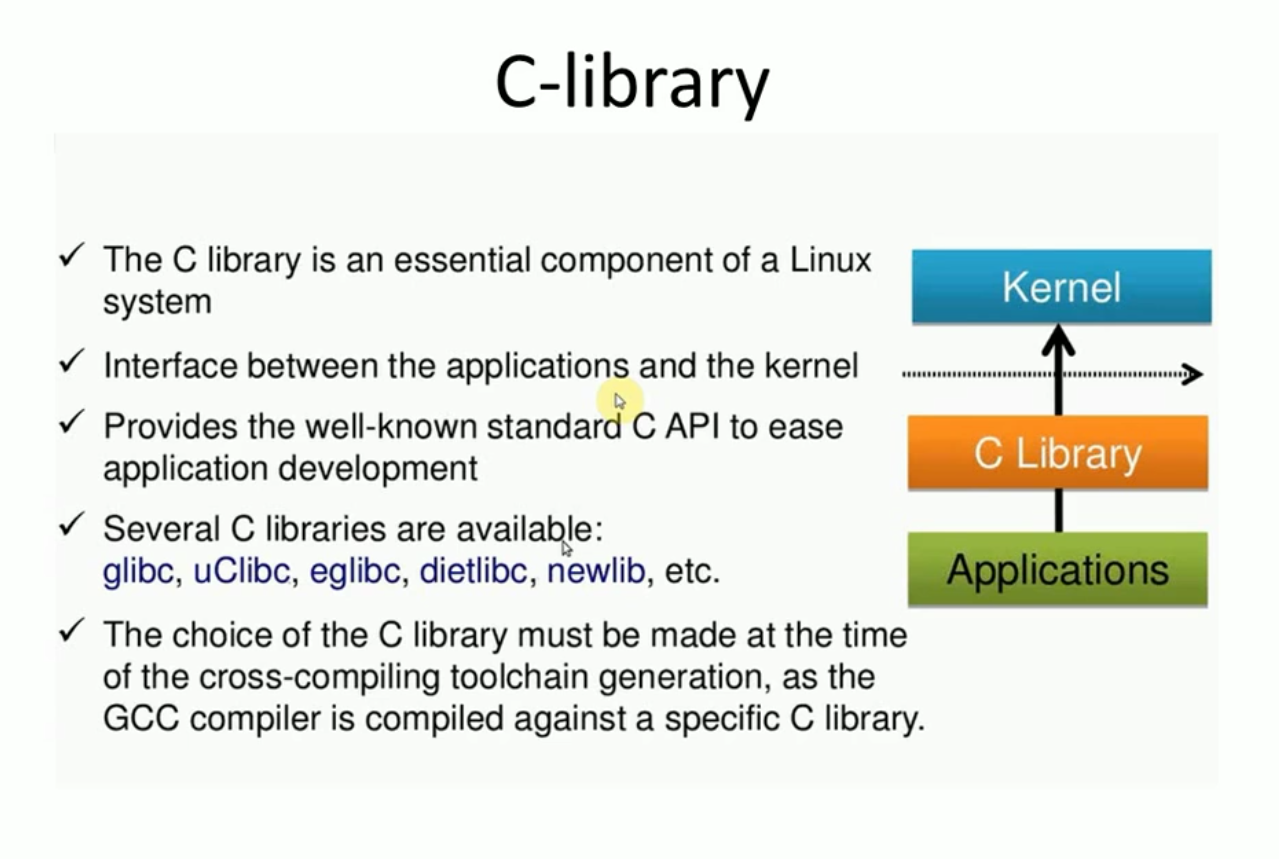 C-library
✓ The C library is an essential component of a Linux
system
✓ Interface between the applications and the kernel
✓ Provides the well-known standard C API to ease
application development
✓ Several C libraries are available:
glibc, uClibc, eglibc, dietlibc, newlib, etc.
✓ The choice of the C library must be made at the time
of the cross-compiling toolchain generation, as the
GCC compiler is compiled against a specific C library.
Kernel
C Library
Applications